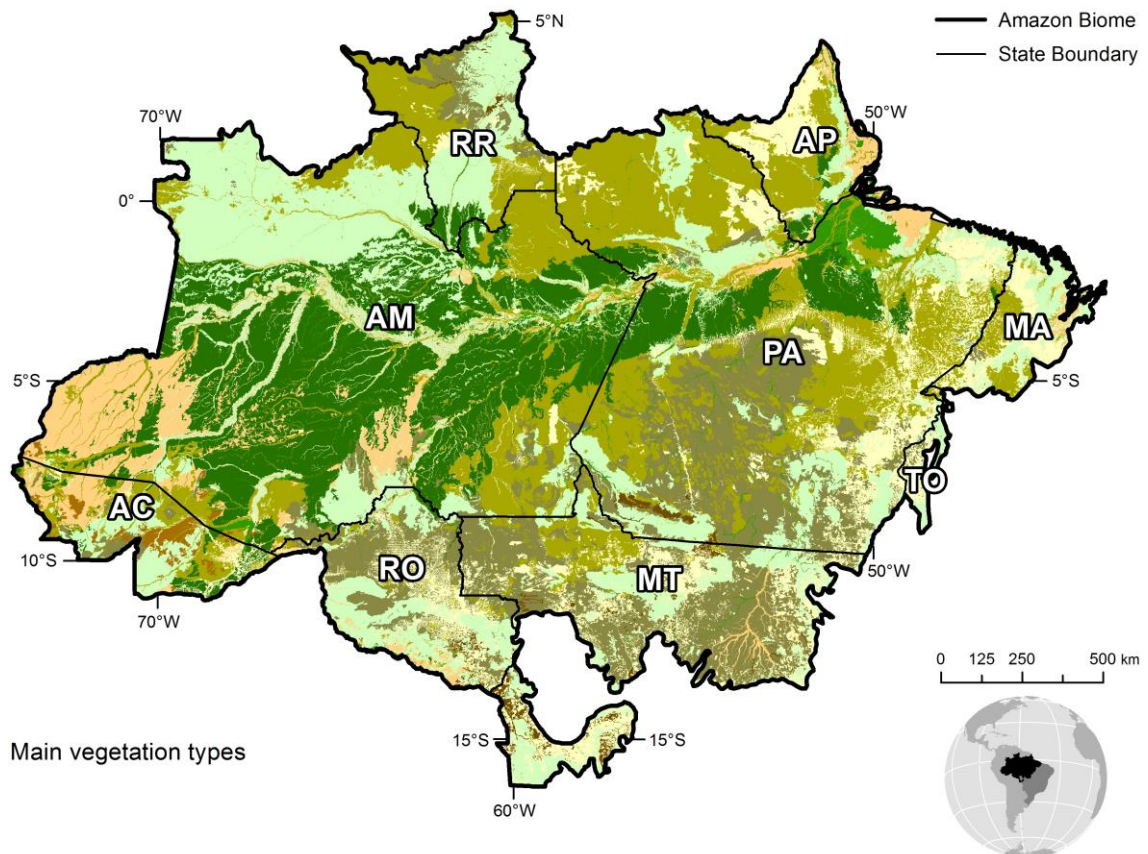 5°N
Amazon Biome
State Boundary
70°W
50°W
RR
AP
0°
AM
PA
MA
5°S
5°S
TO
AC
10°S
50°W
RO
MT
70°W
0 125 250 500 km
15°S
15°S
Main vegetation types
60°W